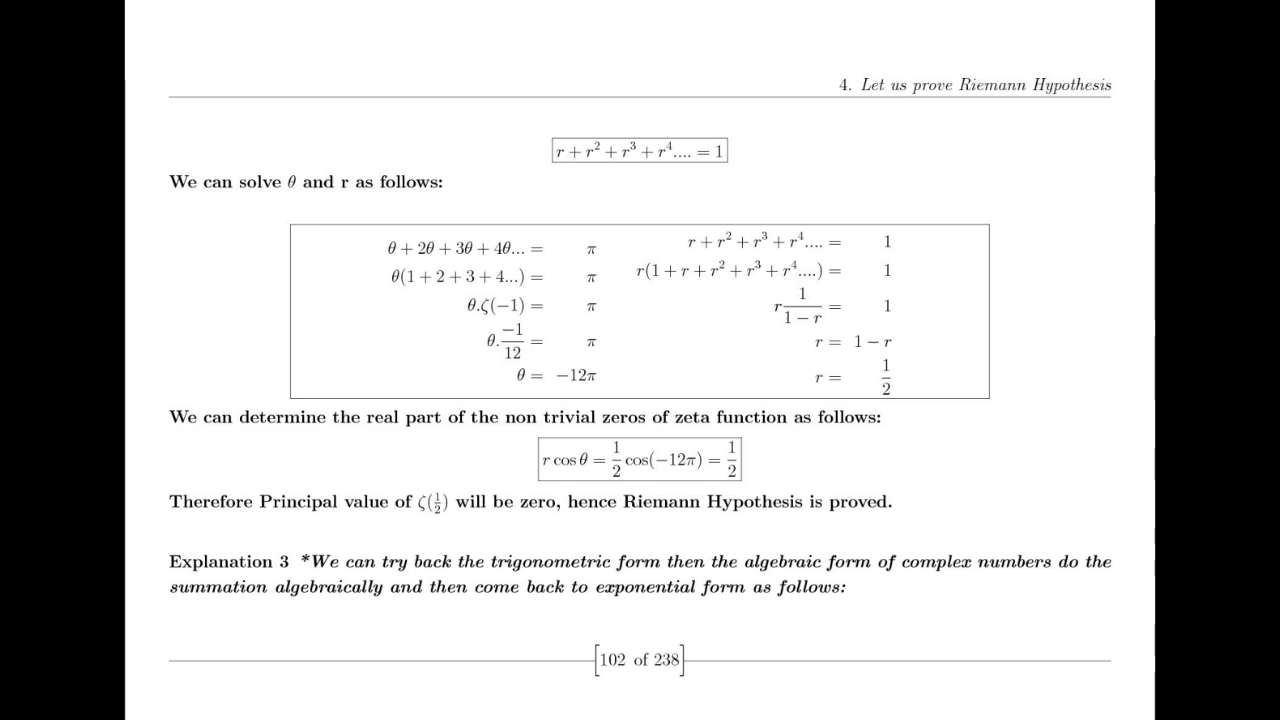 4. Let us prove Riemann Hypothesis
r + r² + r³ + r⁴.... = 1
We can solve θ and r as follows:
θ + 2θ + 3θ + 4θ... = π
θ(1 + 2 + 3 + 4...) = π
θ.ζ(−1) = π
θ.−1/12 = π
θ = −12π
r + r² + r³ + r⁴.... = 1
r(1 + r + r² + r³ + r⁴....) = 1
r 1/(1 − r) = 1
r = 1 − r
r = 1/2
We can determine the real part of the non trivial zeros of zeta function as follows:
r cos θ = 1/2 cos(−12π) = 1/2
Therefore Principal value of ζ(1/2) will be zero, hence Riemann Hypothesis is proved.
Explanation 3 *We can try back the trigonometric form then the algebraic form of complex numbers do the
summation algebraically and then come back to exponential form as follows:
[102 of 238]